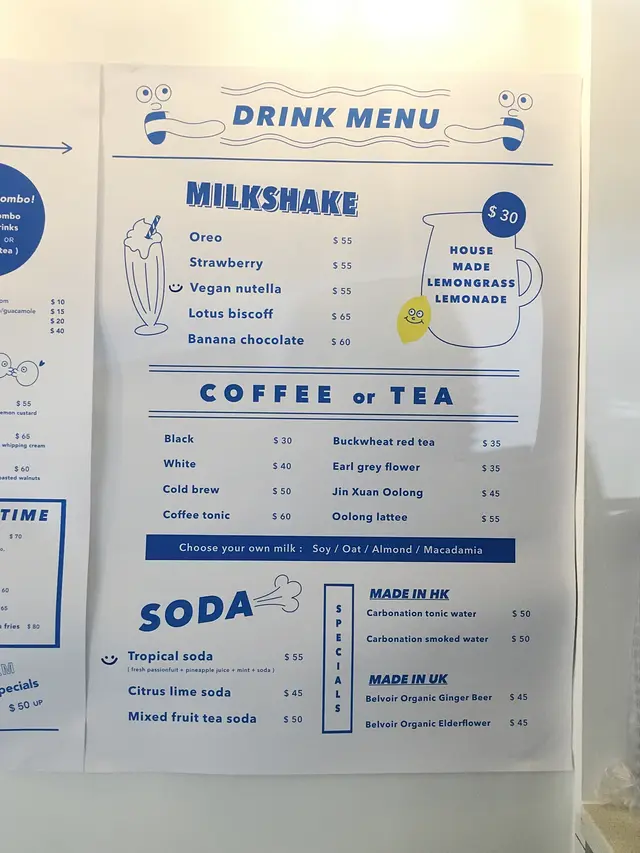 ombo!
ombo
rinks
OR
tea )
om $ 10
/guacamole $ 15
$ 20
$ 40
$ 55
emon custard
$ 65
whipping cream
$ 60
asted walnuts
TIME
$ 70
o.
60
65
fries $ 80
M
pecials
$ 50 UP
DRINK MENU
MILKSHAKE
Oreo $ 55
Strawberry $ 55
Vegan nutella $ 55
Lotus biscoff $ 65
Banana chocolate $ 60
$ 30
HOUSE
MADE
LEMONGRASS
LEMONADE
COFFEE or TEA
Black $ 30
White $ 40
Cold brew $ 50
Coffee tonic $ 60
Buckwheat red tea $ 35
Earl grey flower $ 35
Jin Xuan Oolong $ 45
Oolong lattee $ 55
Choose your own milk : Soy / Oat / Almond / Macadamia
SODA
Tropical soda $ 55
( fresh passionfuit + pineapple juice + mint + soda )
Citrus lime soda $ 45
Mixed fruit tea soda $ 50
SPECIALS
MADE IN HK
Carbonation tonic water $ 50
Carbonation smoked water $ 50
MADE IN UK
Belvoir Organic Ginger Beer $ 45
Belvoir Organic Elderflower $ 45